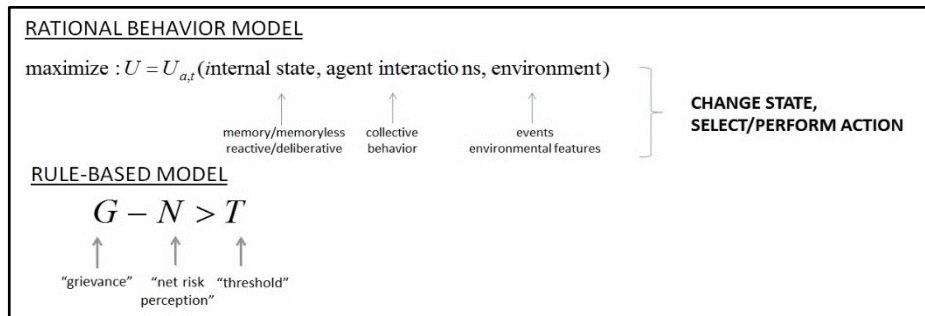 RATIONAL BEHAVIOR MODEL
maximize : U = U_{a,t}(internal state, agent interactio ns, environment)
memory/memoryless
reactive/deliberative
collective
behavior
events
environmental features
CHANGE STATE,
SELECT/PERFORM ACTION
RULE-BASED MODEL
G – N > T
“grievance”
“net risk
perception”
“threshold”